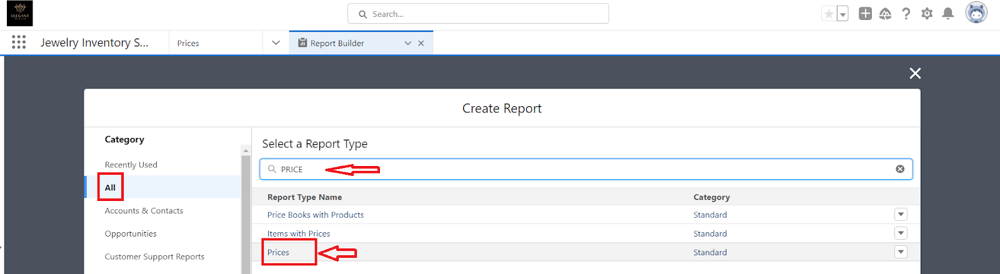 ELEGANT
Search...
Jewelry Inventory S... Prices Report Builder
Create Report
Category
Recently Used
All
Accounts & Contacts
Opportunities
Customer Support Reports
Select a Report Type
PRICE
Report Type Name Category
Price Books with Products Standard
Items with Prices Standard
Prices Standard